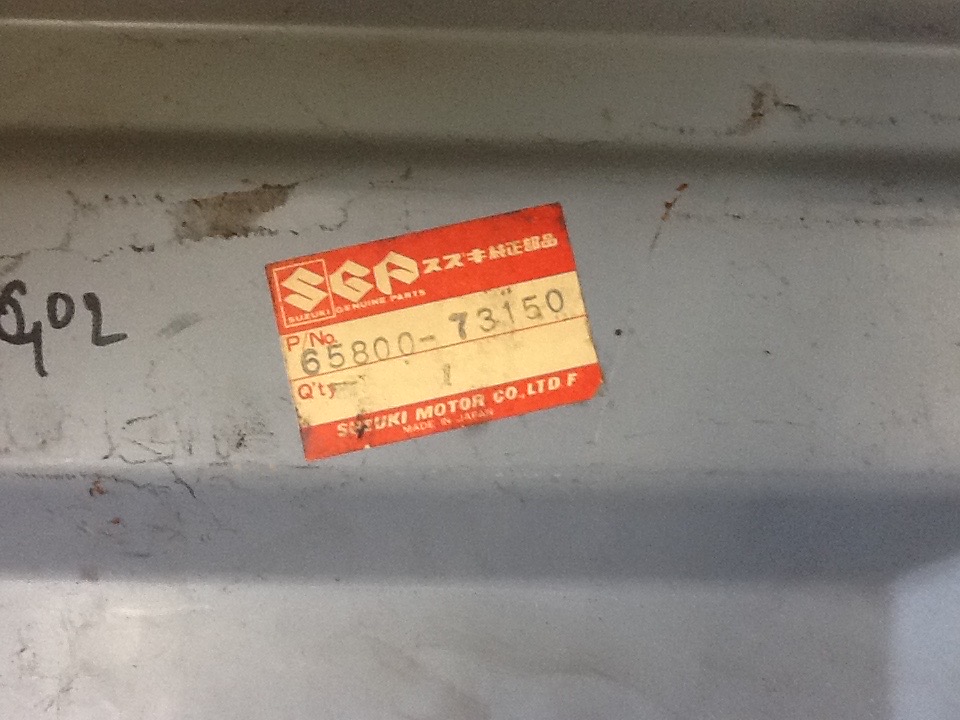 SGP スズキ純正部品
SUZUKI GENUINE PARTS
P/No. 65800-73150
Q'ty 1
SUZUKI MOTOR CO.,LTD. F
MADE IN JAPAN